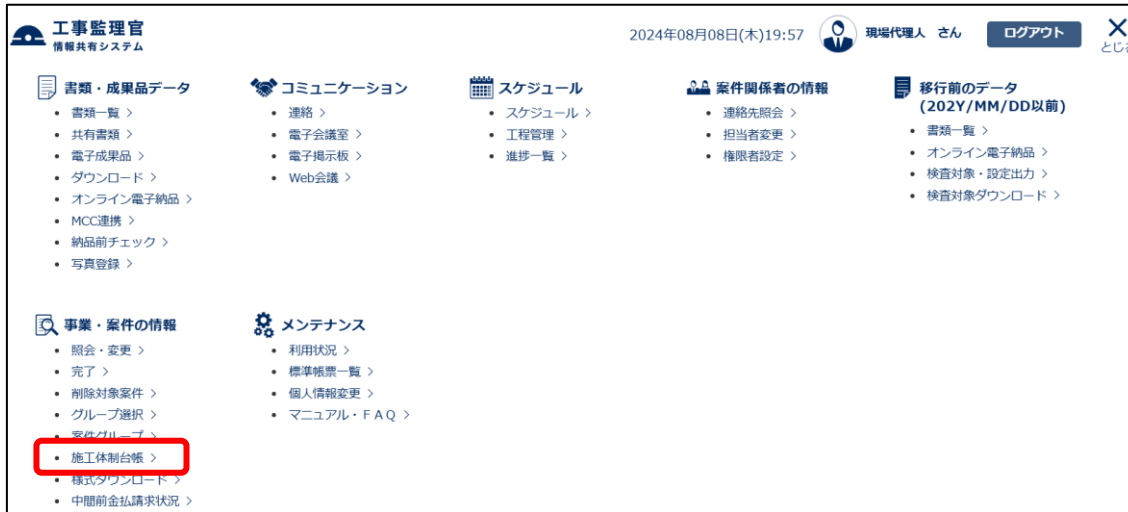 工事監理官
情報共有システム
2024年08月08日(木)19:57
現場代理人 さん
ログアウト
とじる
書類・成果品データ
書類一覧 >
共有書類 >
電子成果品 >
ダウンロード >
オンライン電子納品 >
MCC連携 >
納品前チェック >
写真登録 >
コミュニケーション
連絡 >
電子会議室 >
電子掲示板 >
Web会議 >
スケジュール
スケジュール >
工程管理 >
進捗一覧 >
案件関係者の情報
連絡先照会 >
担当者変更 >
権限者設定 >
移行前のデータ
(202Y/MM/DD以前)
書類一覧 >
オンライン電子納品 >
検査対象・設定出力 >
検査対象ダウンロード >
事業・案件の情報
照会・変更 >
完了 >
削除対象案件 >
グループ選択 >
案件グループ >
施工体制台帳 >
様式ダウンロード >
中間前金払請求状況 >
メンテナンス
利用状況 >
標準帳票一覧 >
個人情報変更 >
マニュアル・FAQ >